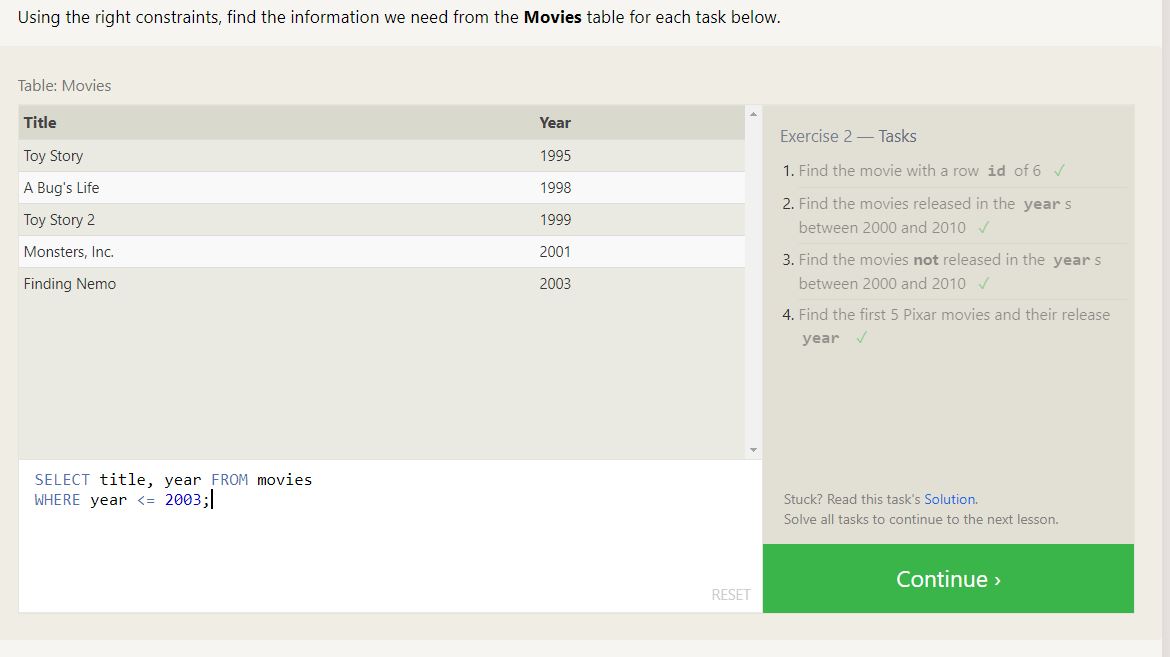 Using the right constraints, find the information we need from the Movies table for each task below.
Table: Movies
Title Year
Toy Story 1995
A Bug's Life 1998
Toy Story 2 1999
Monsters, Inc. 2001
Finding Nemo 2003
SELECT title, year FROM movies
WHERE year <= 2003;
RESET
Exercise 2 — Tasks
1. Find the movie with a row id of 6 ✓
2. Find the movies released in the year s
between 2000 and 2010 ✓
3. Find the movies not released in the year s
between 2000 and 2010 ✓
4. Find the first 5 Pixar movies and their release
year ✓
Stuck? Read this task's Solution.
Solve all tasks to continue to the next lesson.
Continue ›